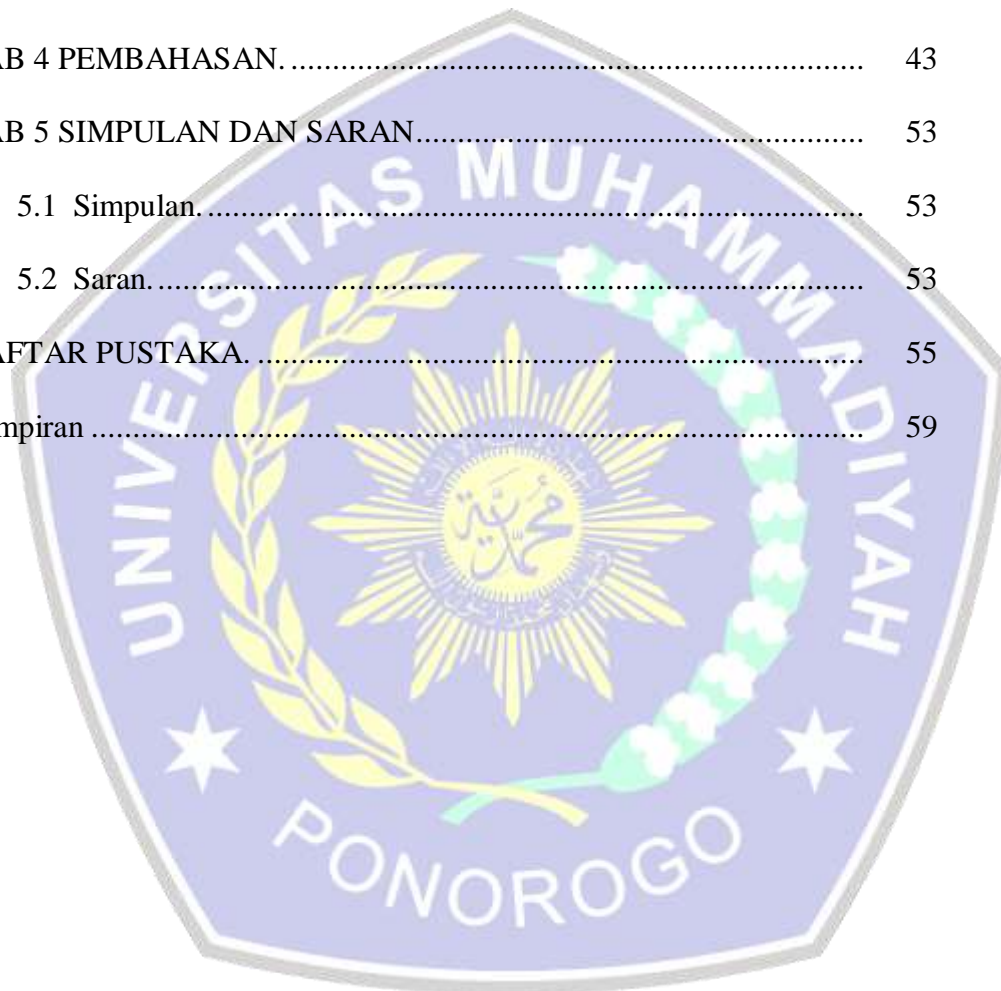 AB 4 PEMBAHASAN. ........................................................................ 43
AB 5 SIMPULAN DAN SARAN........................................................ 53
5.1 Simpulan. .................................................................................. 53
5.2 Saran. ........................................................................................ 53
AFTAR PUSTAKA. ........................................................................... 55
mpiran ................................................................................................ 59
UNIVERSITAS MUHAMMADIYAH
PONOROGO